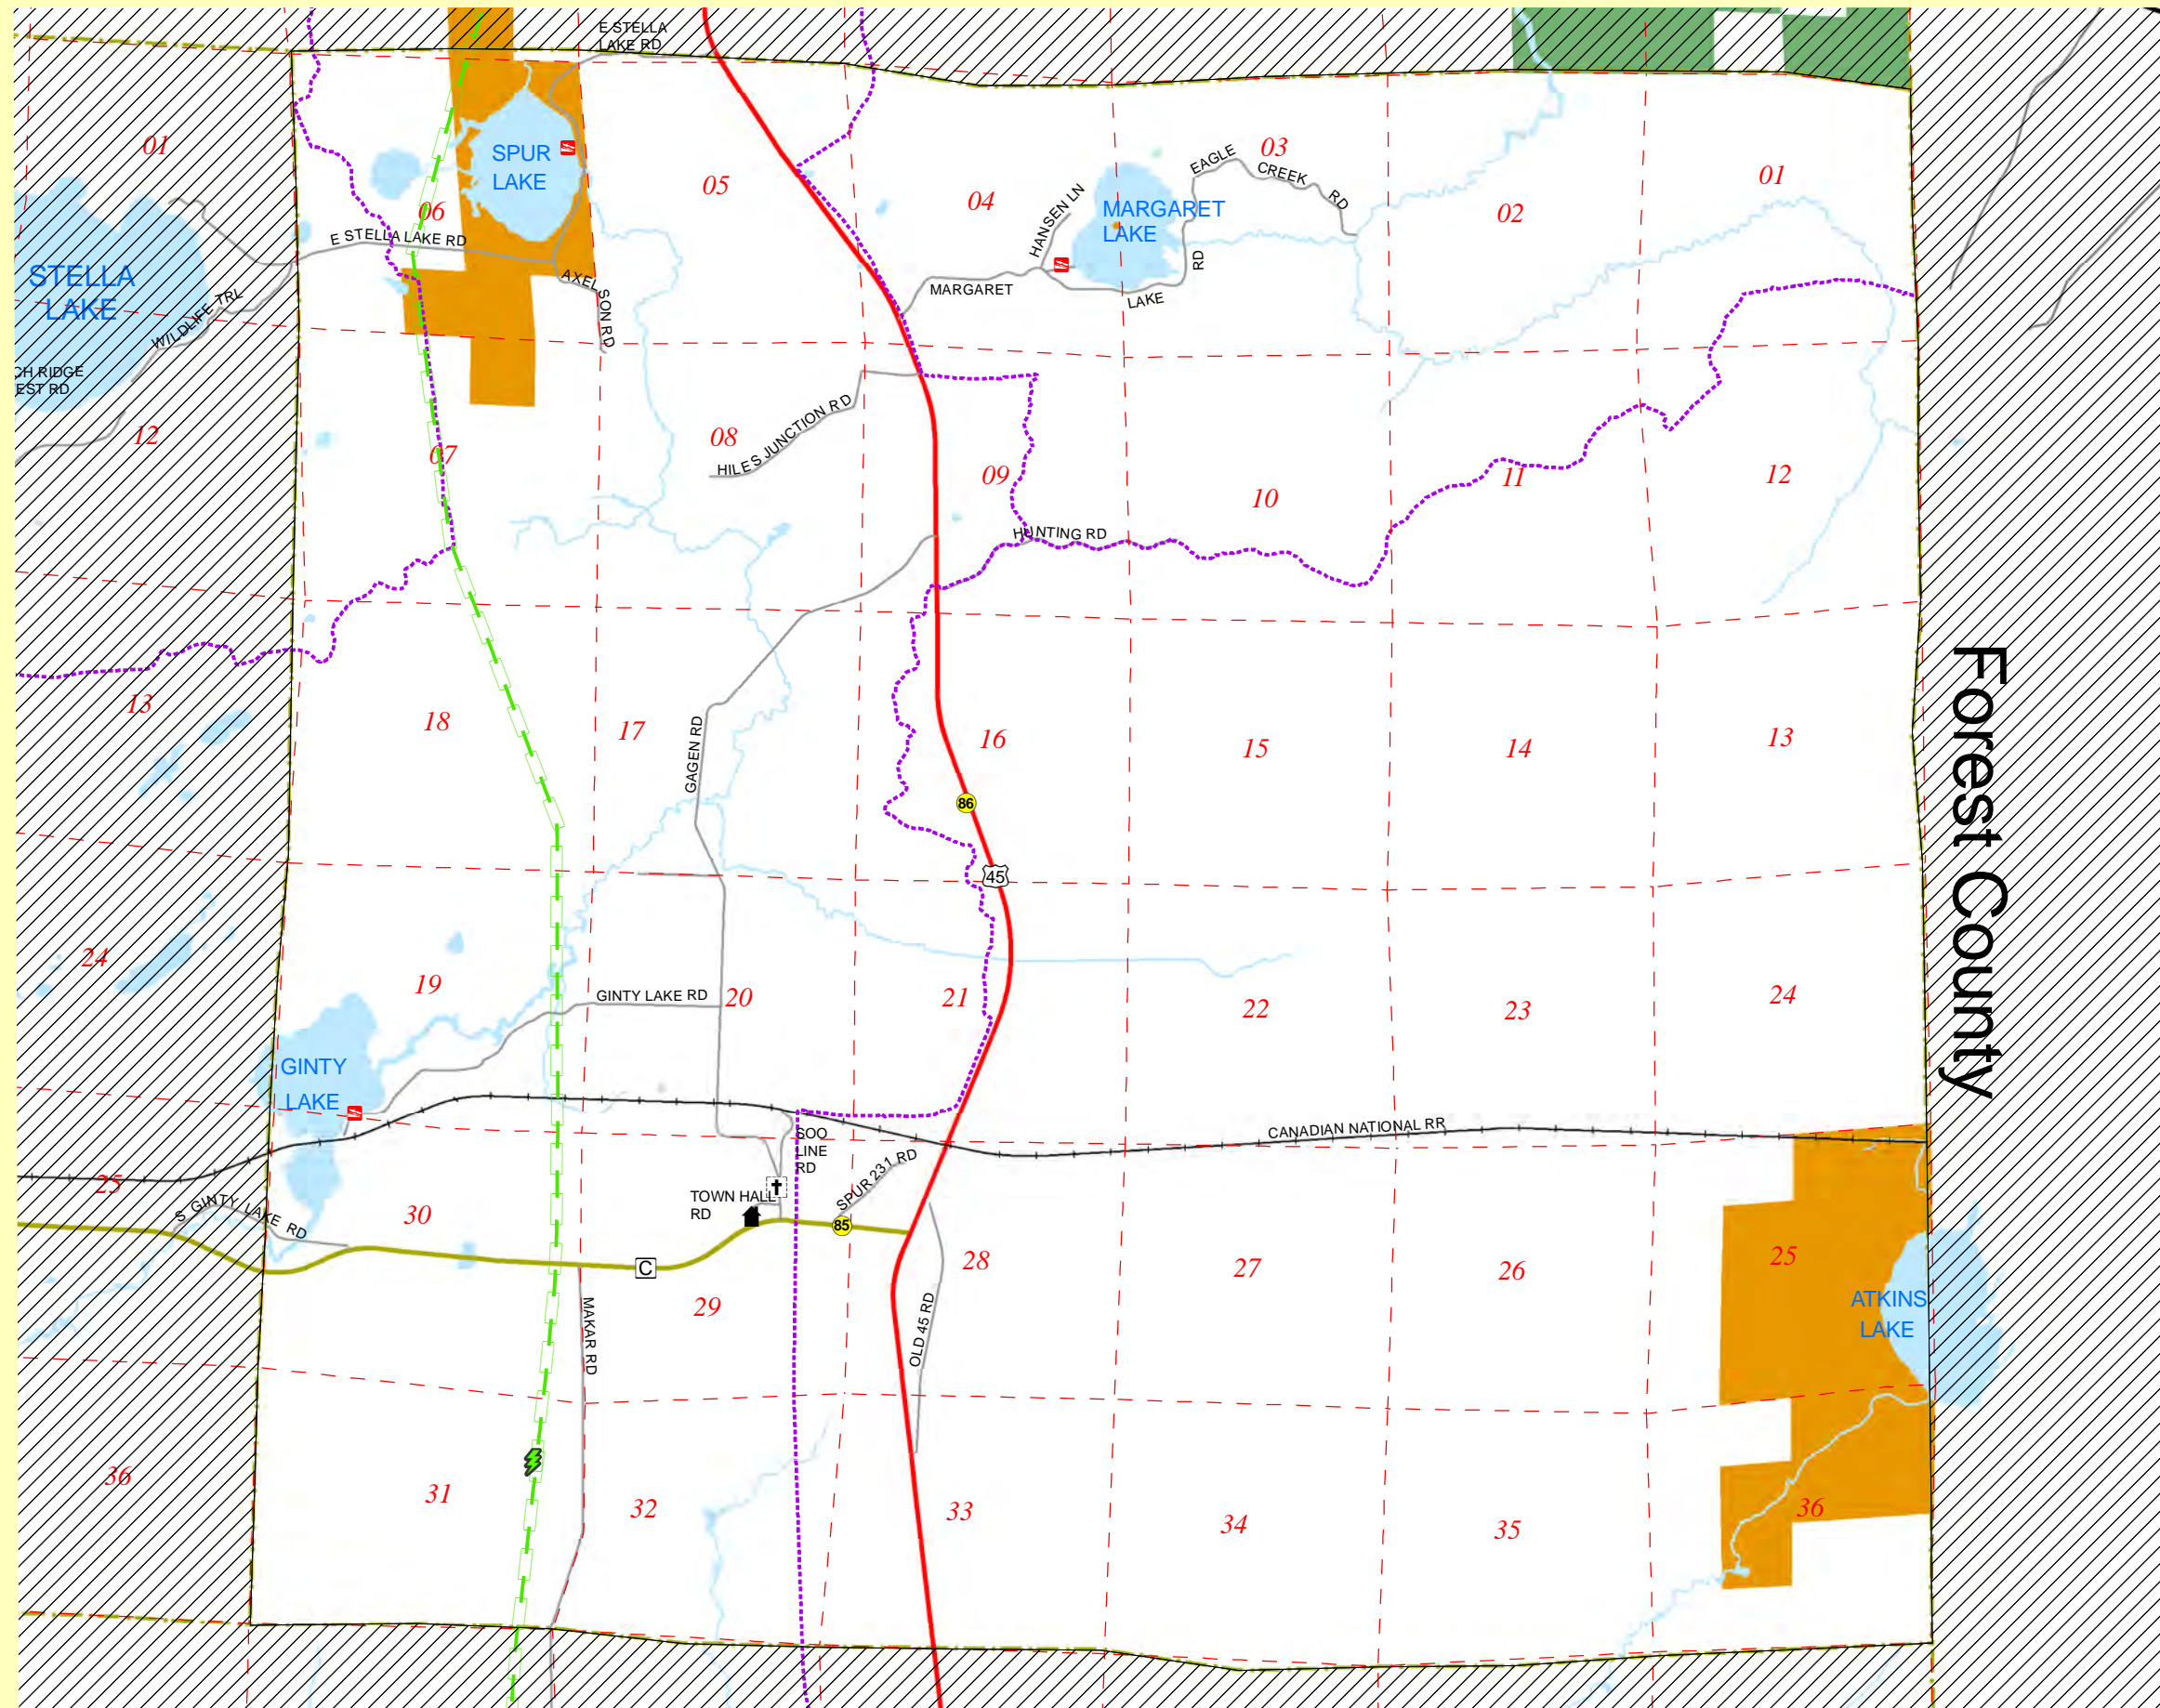 E STELLA
LAKE RD
01
SPUR
LAKE
05
03
EAGLE
CREEK
RD
01
06
04
HANSEN LN
MARGARET
LAKE
02
E STELLA LAKE RD
RD
STELLA
LAKE
AXELSON RD
MARGARET
LAKE
WILDLIFE TRL
CH RIDGE
EST RD
12
07
08
HILES JUNCTION RD
09
10
11
12
HUNTING RD
Forest County
13
18
17
GAGEN RD
16
15
14
13
86
45
24
19
GINTY LAKE RD
20
21
22
23
24
GINTY
LAKE
CANADIAN NATIONAL RR
SOO
LINE
RD
SPUR 231 RD
25
S GINTY LAKE RD
30
TOWN HALL
RD
85
28
27
26
25
C
29
MAKAR RD
OLD 45 RD
ATKINS
LAKE
36
31
32
33
34
35
36